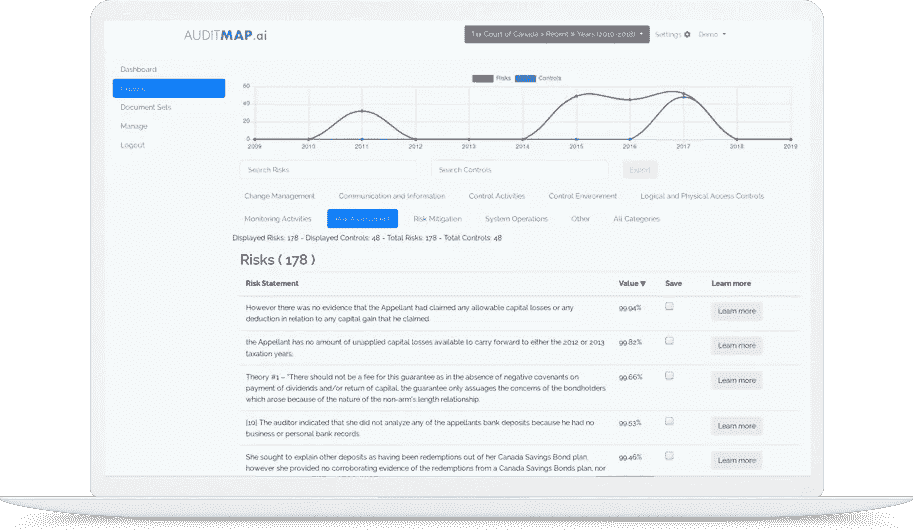 AUDITMAP.ai
Tax Court of Canada > Recent > Years (2010-2018)
Settings
Demo
Dashboard
Document Sets
Manage
Logout
Risks
Controls
60
40
20
0
2009 2010 2011 2012 2013 2014 2015 2016 2017 2018 2019
Search Risks
Search Controls
Export
Change Management Communication and Information Control Activities Control Environment Logical and Physical Access Controls
Monitoring Activities Risk Assessment Risk Mitigation System Operations Other All Categories
Displayed Risks: 178 - Displayed Controls: 48 - Total Risks: 178 - Total Controls: 48
Risks ( 178 )
Risk Statement Value ▼ Save Learn more
However there was no evidence that the Appellant had claimed any allowable capital losses or any
deduction in relation to any capital gain that he claimed.
99.94%
Learn more
the Appellant has no amount of unapplied capital losses available to carry forward to either the 2012 or 2013
taxation years;
99.82%
Learn more
Theory #1 – "There should not be a fee for this guarantee as in the absence of negative covenants on
payment of dividends and/or return of capital, the guarantee only assuages the concerns of the bondholders
which arose because of the nature of the non-arm's length relationship.
99.66%
Learn more
[10] The auditor indicated that she did not analyze any of the appellants bank deposits because he had no
business or personal bank records.
99.53%
Learn more
She sought to explain other deposits as having been redemptions out of her Canada Savings Bond plan,
however she provided no corroborating evidence of the redemptions from a Canada Savings Bonds plan, nor
99.46%
Learn more